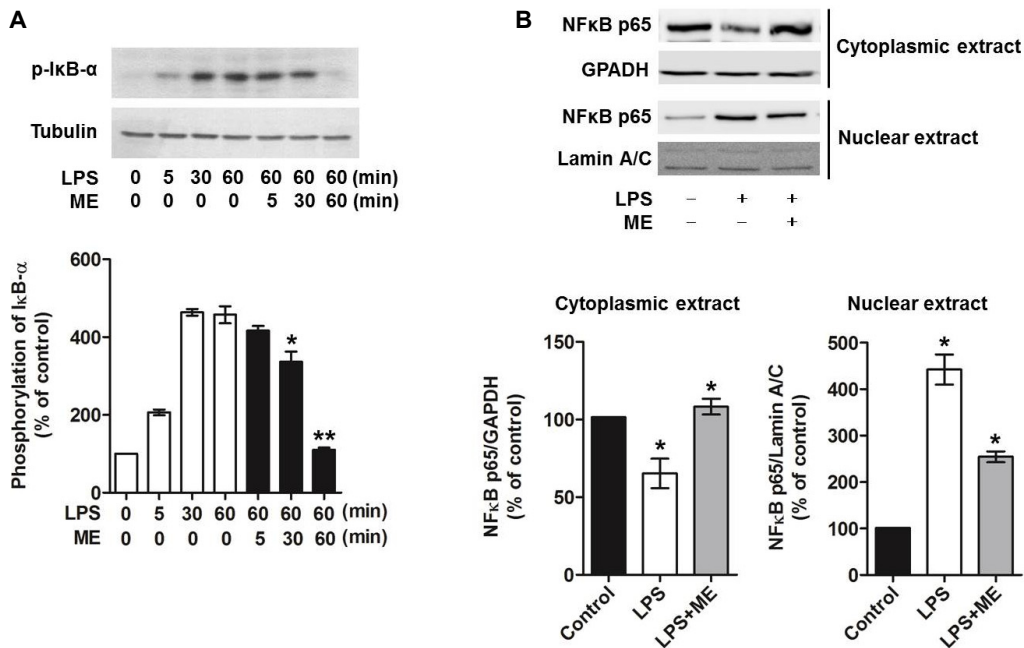 A
p-IκB-α
Tubulin
LPS 0 5 30 60 60 60 60 (min)
ME 0 0 0 0 5 30 60 (min)
Phosphorylation of IκB-α
(% of control)
600
400
200
0
*
**
LPS 0 5 30 60 60 60 60 (min)
ME 0 0 0 0 5 30 60 (min)
B
NFκB p65
GPADH
Cytoplasmic extract
NFκB p65
Lamin A/C
Nuclear extract
LPS – + +
ME – +
Cytoplasmic extract
NFκB p65/GAPDH
(% of control)
150
100
50
0
*
*
Control
LPS
LPS+ME
Nuclear extract
NFκB p65/Lamin A/C
(% of control)
500
400
300
200
100
0
*
*
Control
LPS
LPS+ME